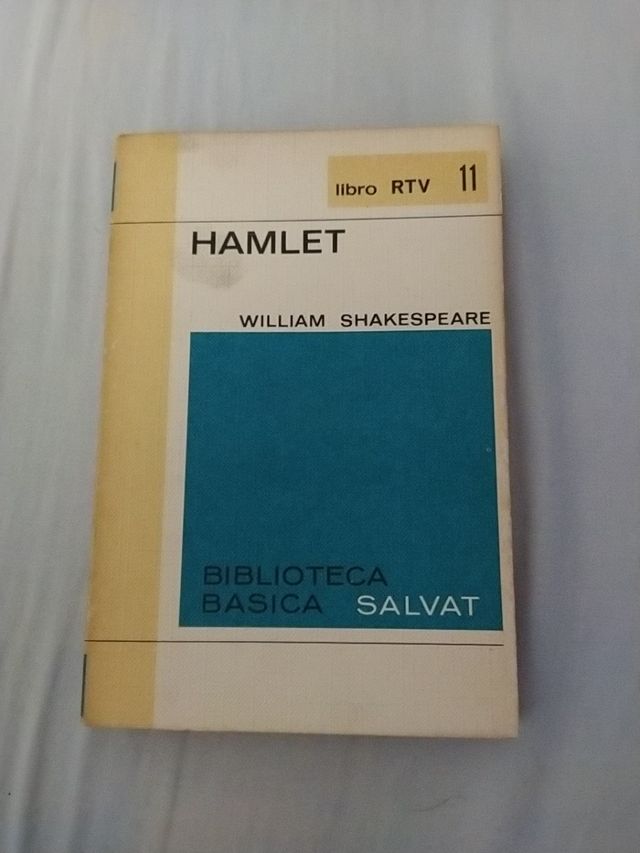 libro RTV 11
HAMLET
WILLIAM SHAKESPEARE
BIBLIOTECA
BASICA SALVAT